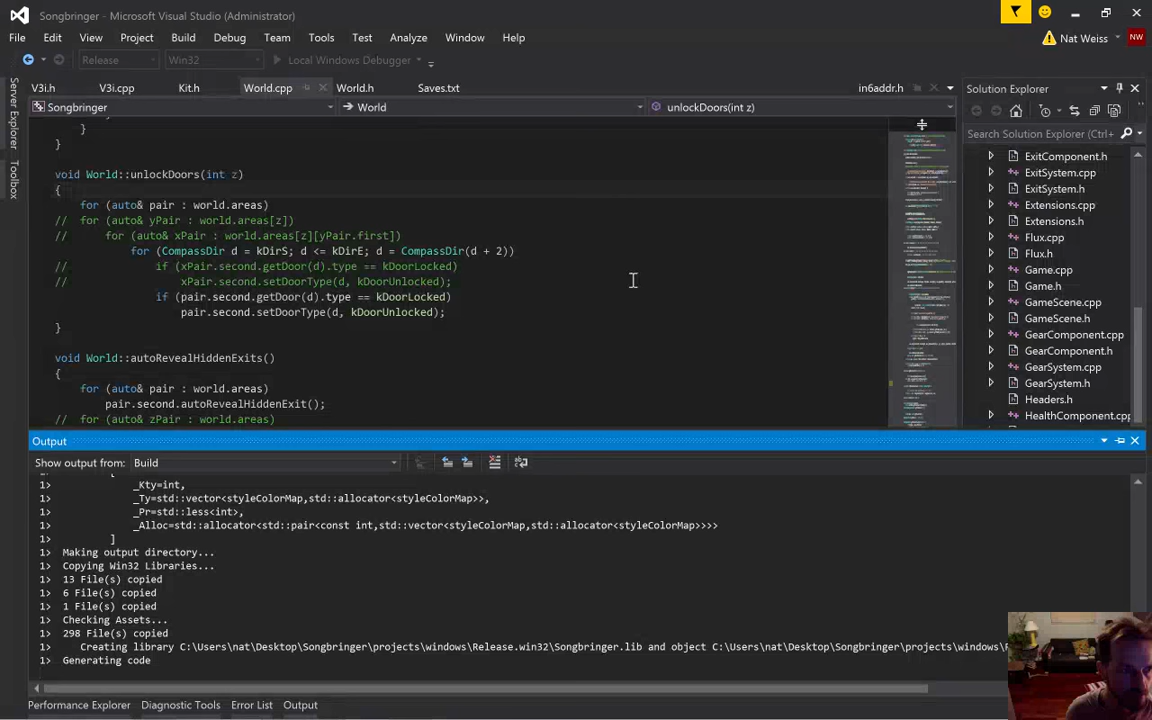 Songbringer - Microsoft Visual Studio (Administrator)
File Edit View Project Build Debug Team Tools Test Analyze Window Help
Nat Weiss NW
Release Win32 Local Windows Debugger
Server Explorer
Toolbox
V3i.h V3i.cpp Kit.h World.cpp World.h Saves.txt in6addr.h
Songbringer World unlockDoors(int z)
}
}
void World::unlockDoors(int z)
{
for (auto& pair : world.areas)
// for (auto& yPair : world.areas[z])
// for (auto& xPair : world.areas[z][yPair.first])
for (CompassDir d = kDirS; d <= kDirE; d = CompassDir(d + 2))
// if (xPair.second.getDoor(d).type == kDoorLocked)
// xPair.second.setDoorType(d, kDoorUnlocked);
if (pair.second.getDoor(d).type == kDoorLocked)
pair.second.setDoorType(d, kDoorUnlocked);
}
void World::autoRevealHiddenExits()
{
for (auto& pair : world.areas)
pair.second.autoRevealHiddenExit();
// for (auto& zPair : world.areas)
Solution Explorer
Search Solution Explorer (Ctrl+
ExitComponent.h
ExitSystem.cpp
ExitSystem.h
Extensions.cpp
Extensions.h
Flux.cpp
Flux.h
Game.cpp
Game.h
GameScene.cpp
GameScene.h
GearComponent.cpp
GearComponent.h
GearSystem.cpp
GearSystem.h
Headers.h
HealthComponent.cpp
Output
Show output from: Build
1> [
1> _Kty=int,
1> _Ty=std::vector<styleColorMap,std::allocator<styleColorMap>>,
1> _Pr=std::less<int>,
1> _Alloc=std::allocator<std::pair<const int,std::vector<styleColorMap,std::allocator<styleColorMap>>>>
1> ]
1> Making output directory...
1> Copying Win32 Libraries...
1> 13 File(s) copied
1> 6 File(s) copied
1> 1 File(s) copied
1> Checking Assets...
1> 298 File(s) copied
1> Creating library C:\Users\nat\Desktop\Songbringer\projects\windows\Release.win32\Songbringer.lib and object C:\Users\nat\Desktop\Songbringer\projects\windows\R
1> Generating code
Performance Explorer Diagnostic Tools Error List Output